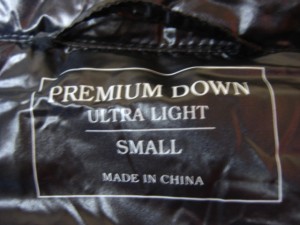 PREMIUM DOWN
ULTRA LIGHT
SMALL
MADE IN CHINA